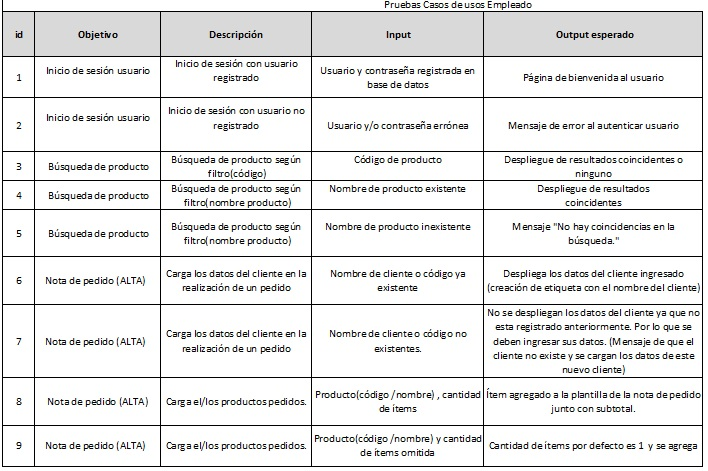 Pruebas Casos de usos Empleado
id Objetivo Descripción Input Output esperado
1 Inicio de sesión usuario Inicio de sesión con usuario
registrado
Usuario y contraseña registrada en
base de datos
Página de bienvenida al usuario
2 Inicio de sesión usuario Inicio de sesión con usuario no
registrado
Usuario y/o contraseña errónea
Mensaje de error al autenticar usuario
3 Búsqueda de producto Búsqueda de producto según
filtro(código)
Código de producto
Despliegue de resultados coincidentes o
ninguno
4 Búsqueda de producto Búsqueda de producto según
filtro(nombre producto)
Nombre de producto existente
Despliegue de resultados
coincidentes
5 Búsqueda de producto Búsqueda de producto según
filtro(nombre producto)
Nombre de producto inexistente
Mensaje "No hay coincidencias en la
búsqueda."
6 Nota de pedido (ALTA) Carga los datos del cliente en la
realización de un pedido
Nombre de cliente o código ya
existente
Despliega los datos del cliente ingresado
(creación de etiqueta con el nombre del cliente)
7 Nota de pedido (ALTA) Carga los datos del cliente en la
realización de un pedido
Nombre de cliente o código no
existentes.
No se despliegan los datos del cliente ya que no
esta registrado anteriormente. Por lo que se
deben ingresar sus datos. (Mensaje de que el
cliente no existe y se cargan los datos de este
nuevo cliente)
8 Nota de pedido (ALTA) Carga el/los productos pedidos.
Producto(código /nombre) , cantidad
de ítems
Ítem agregado a la plantilla de la nota de pedido
junto con subtotal.
9 Nota de pedido (ALTA) Carga el/los productos pedidos.
Producto(código /nombre) y cantidad
de ítems omitida
Cantidad de ítems por defecto es 1 y se agrega